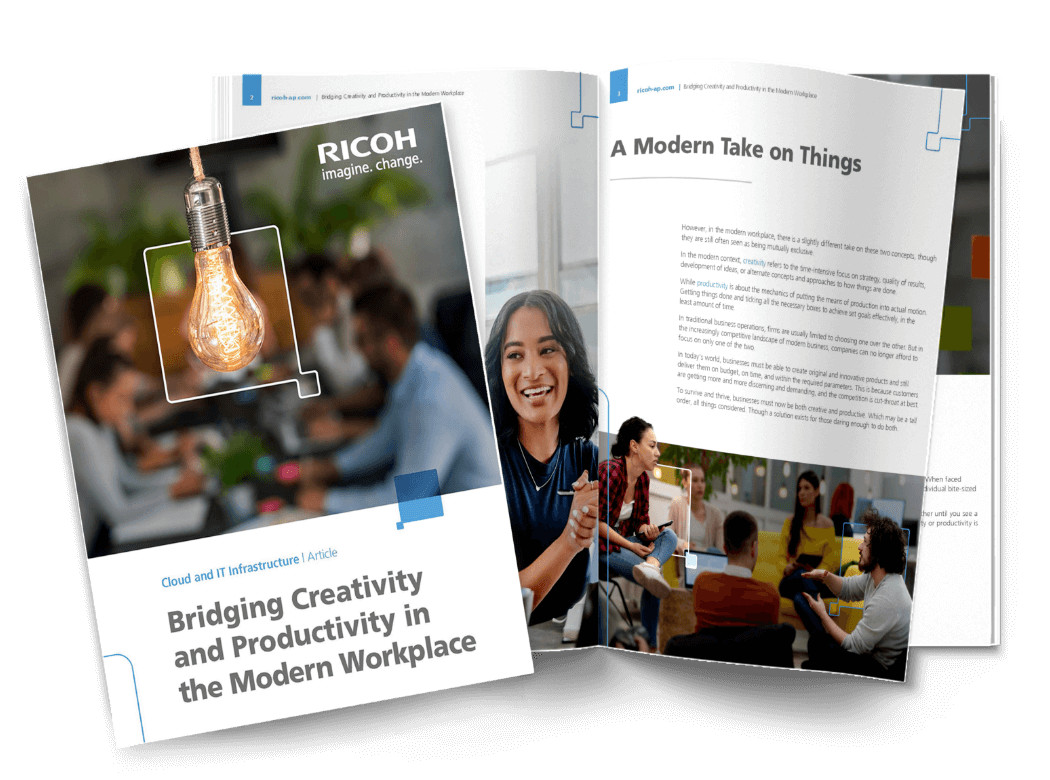 RICOH
imagine. change.
Cloud and IT Infrastructure | Article
Bridging Creativity
and Productivity in
the Modern Workplace
2 ricoh-ap.com | Bridging Creativity and Productivity in the Modern Workplace
3 ricoh-ap.com | Bridging Creativity and Productivity in the Modern Workplace
A Modern Take on Things
However, in the modern workplace, there is a slightly different take on these two concepts, though
they are still often seen as being mutually exclusive.
In the modern context, creativity refers to the time-intensive focus on strategy, quality of results,
development of ideas, or alternate concepts and approaches to how things are done.
While productivity is about the mechanics of putting the means of production into actual motion.
Getting things done and ticking all the necessary boxes to achieve set goals effectively, in the
least amount of time.
In traditional business operations, firms are usually limited to choosing one over the other. But in
the increasingly competitive landscape of modern business, companies can no longer afford to
focus on only one of the two.
In today's world, businesses must be able to create original and innovative products and still
deliver them on budget, on time, and within the required parameters. This is because customers
are getting more and more discerning and demanding, and the competition is cut-throat at best.
To survive and thrive, businesses must now be both creative and productive. Which may be a tall
order, all things considered. Though a solution exists for those daring enough to do both.
When faced
dividual bite-sized
her until you see a
ty or productivity is